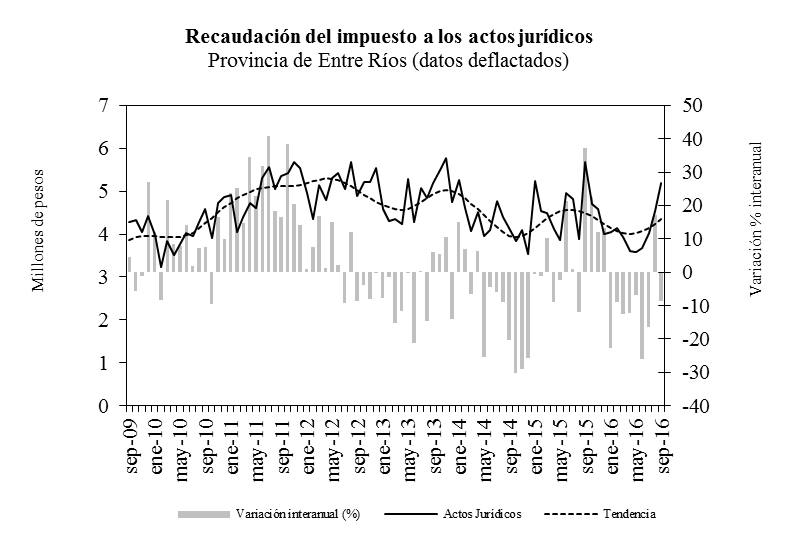 Recaudación del impuesto a los actos jurídicos
Provincia de Entre Ríos (datos deflactados)
7
6
5
4
3
2
1
0
Millones de pesos
50
40
30
20
10
0
-10
-20
-30
-40
Variación % interanual
sep-09
ene-10
may-10
sep-10
ene-11
may-11
sep-11
ene-12
may-12
sep-12
ene-13
may-13
sep-13
ene-14
may-14
sep-14
ene-15
may-15
sep-15
ene-16
may-16
sep-16
Variación interanual (%)
Actos Jurídicos
Tendencia